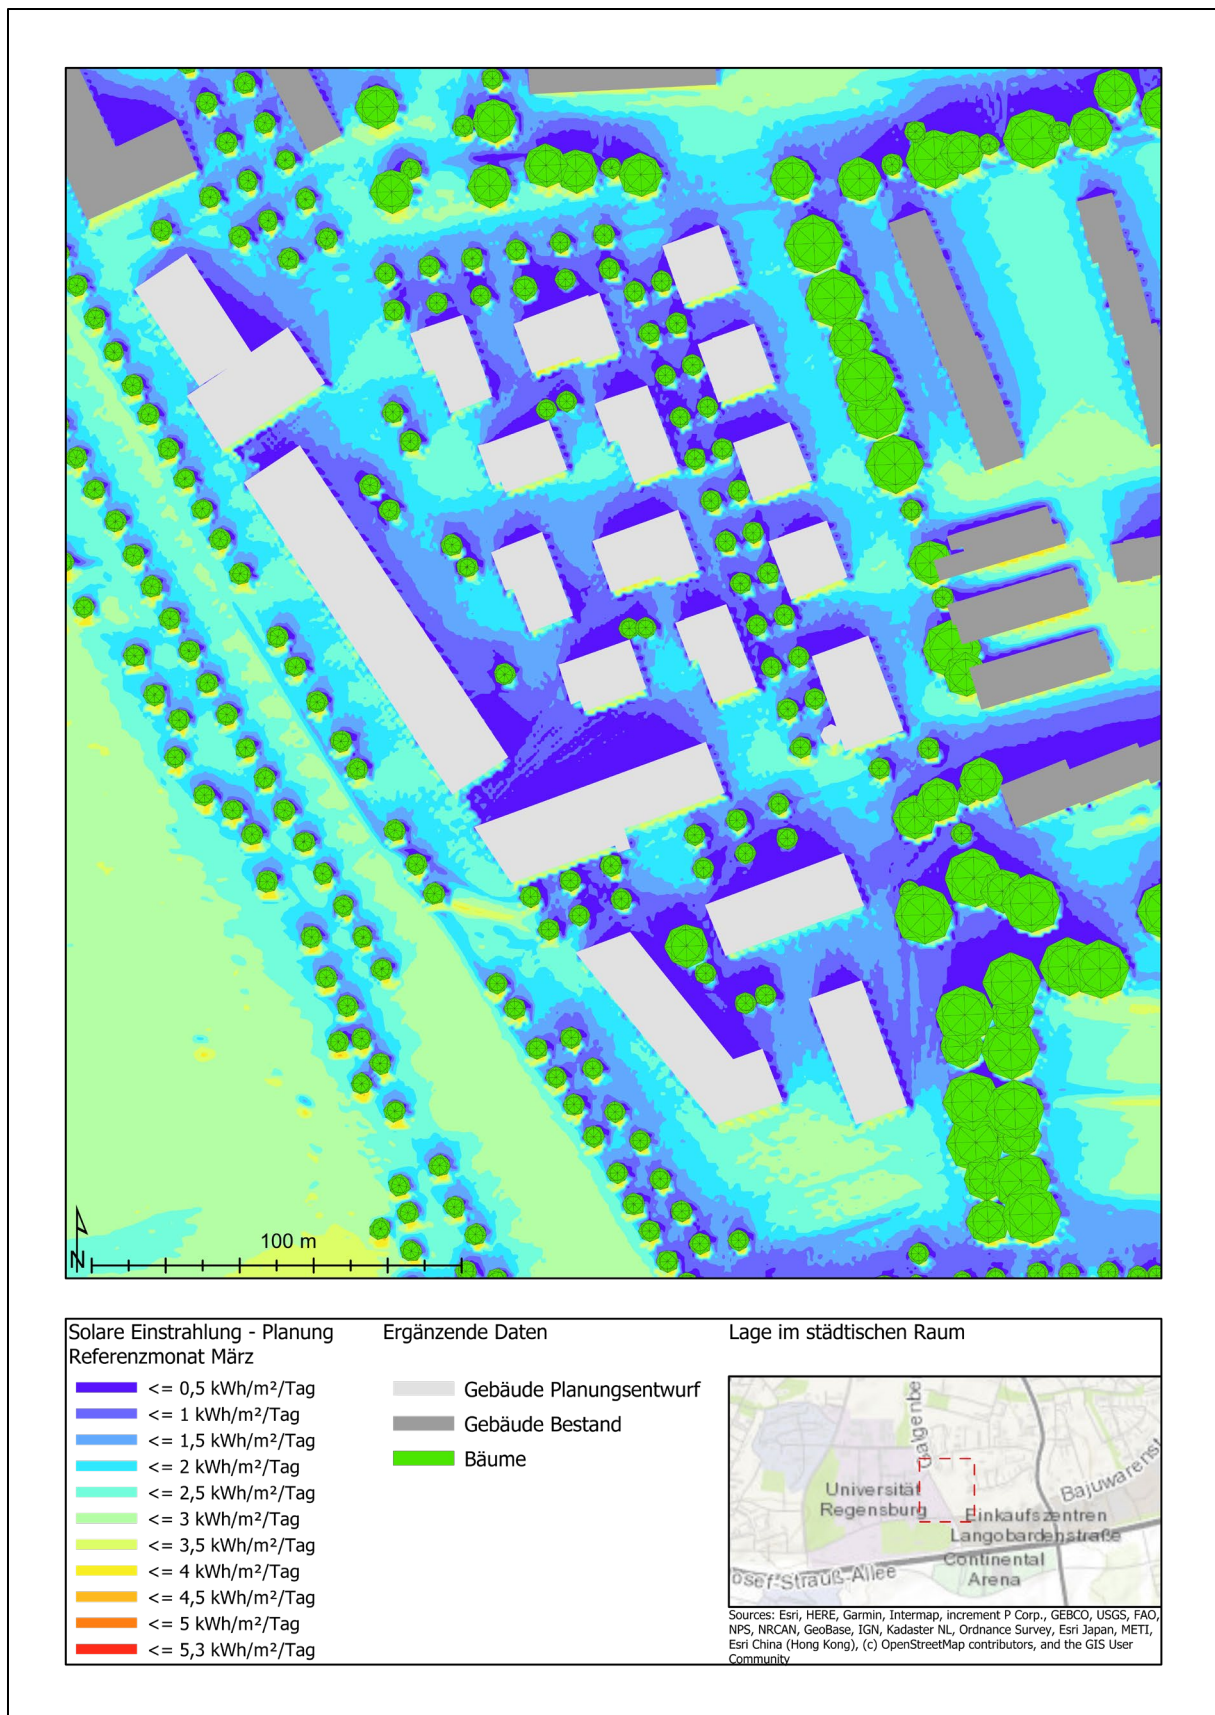 N
100 m
Solare Einstrahlung - Planung
Referenzmonat März
<= 0,5 kWh/m²/Tag
<= 1 kWh/m²/Tag
<= 1,5 kWh/m²/Tag
<= 2 kWh/m²/Tag
<= 2,5 kWh/m²/Tag
<= 3 kWh/m²/Tag
<= 3,5 kWh/m²/Tag
<= 4 kWh/m²/Tag
<= 4,5 kWh/m²/Tag
<= 5 kWh/m²/Tag
<= 5,3 kWh/m²/Tag
Ergänzende Daten
Gebäude Planungsentwurf
Gebäude Bestand
Bäume
Lage im städtischen Raum
Galgenbe
Universität
Regensburg
Bajuwarenst
Einkaufszentren
Langobardenstraße
Continental
Arena
osef-Strauß-Allee
Sources: Esri, HERE, Garmin, Intermap, increment P Corp., GEBCO, USGS, FAO,
NPS, NRCAN, GeoBase, IGN, Kadaster NL, Ordnance Survey, Esri Japan, METI,
Esri China (Hong Kong), (c) OpenStreetMap contributors, and the GIS User
Community